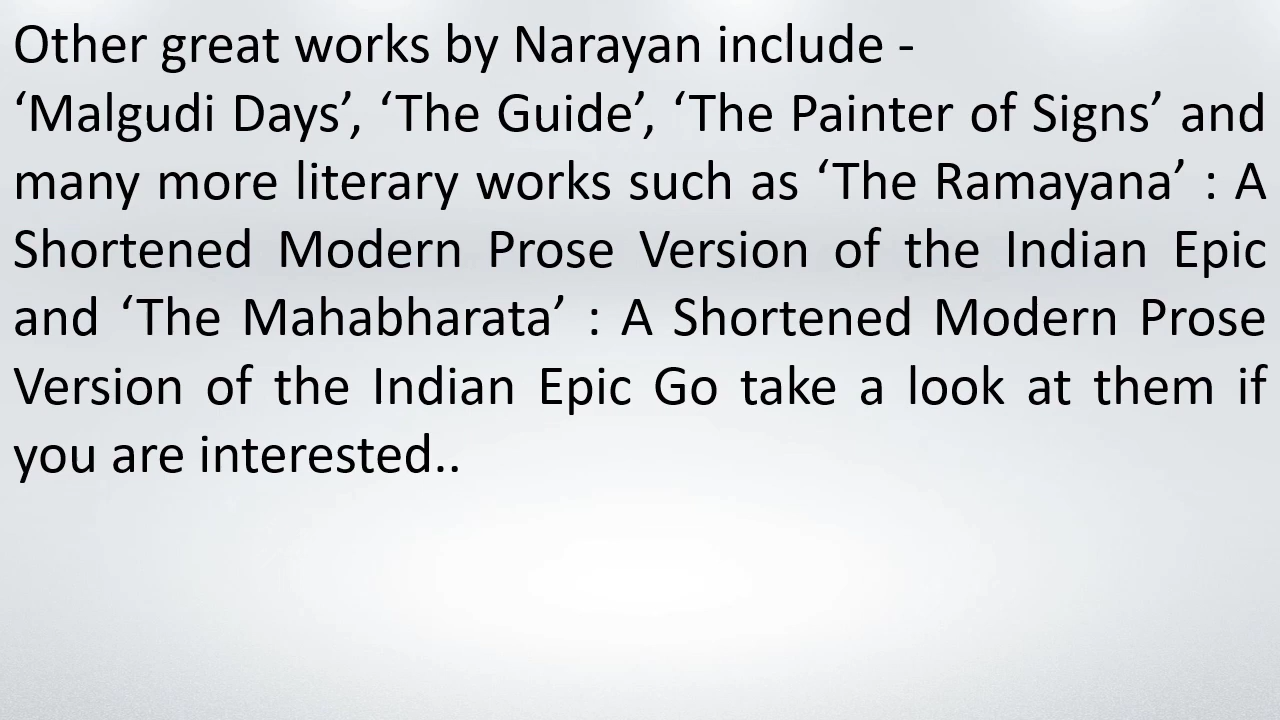 Other great works by Narayan include -
‘Malgudi Days’, ‘The Guide’, ‘The Painter of Signs’ and
many more literary works such as ‘The Ramayana’ : A
Shortened Modern Prose Version of the Indian Epic
and ‘The Mahabharata’ : A Shortened Modern Prose
Version of the Indian Epic Go take a look at them if
you are interested..